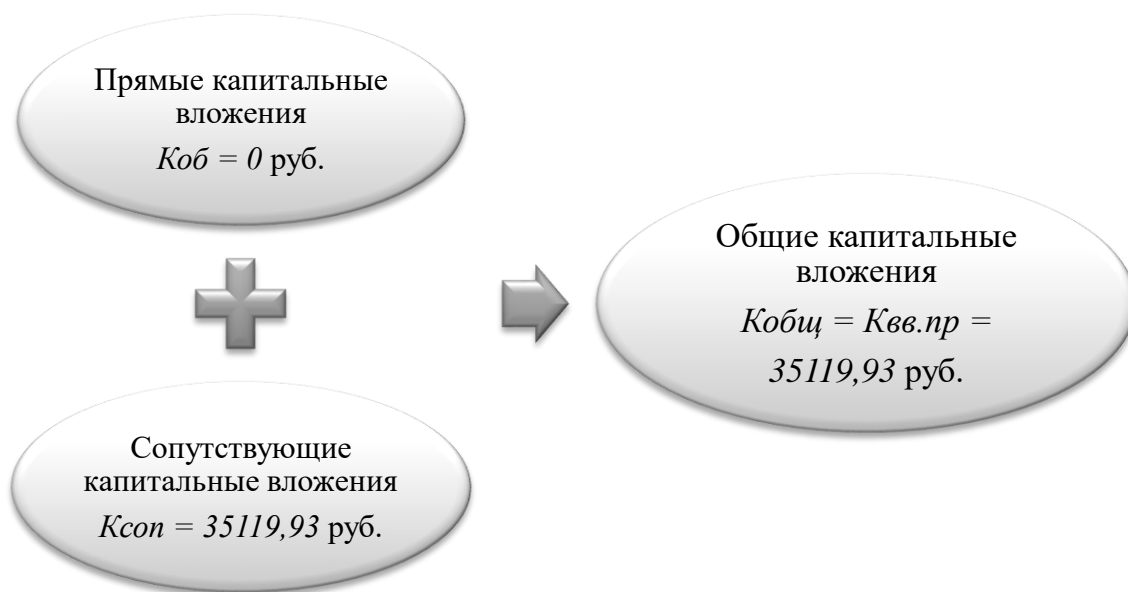 Прямые капитальные
вложения
Коб = 0 руб.
Сопутствующие
капитальные вложения
Ксоп = 35119,93 руб.
Общие капитальные
вложения
Кобщ = Квв.пр =
35119,93 руб.